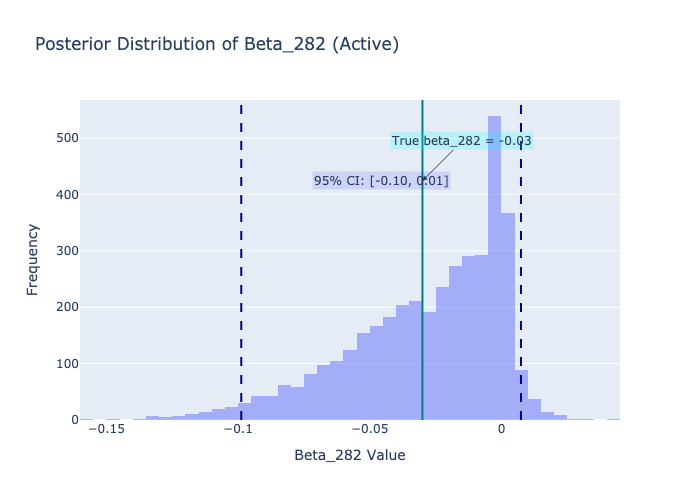 Posterior Distribution of Beta_282 (Active)
True beta_282 = -0.03
95% CI: [-0.10, 0.01]
Frequency
500
400
300
200
100
0
−0.15
−0.1
−0.05
0
Beta_282 Value